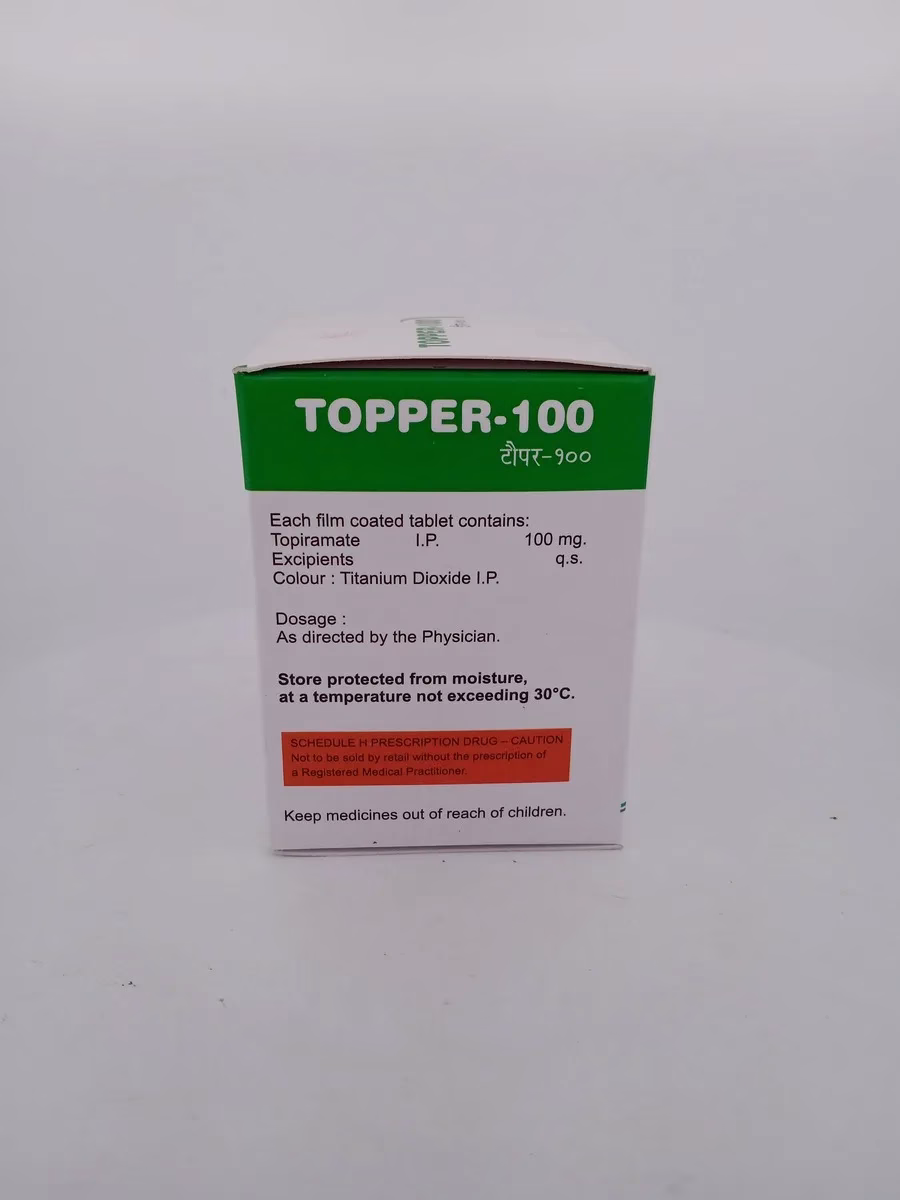 TOPPER-100
TOPPER-100
टौपर-१००
Each film coated tablet contains:
Topiramate I.P. 100 mg.
Excipients q.s.
Colour : Titanium Dioxide I.P.
Dosage :
As directed by the Physician.
Store protected from moisture,
at a temperature not exceeding 30°C.
SCHEDULE H PRESCRIPTION DRUG – CAUTION
Not to be sold by retail without the prescription of
a Registered Medical Practitioner.
Keep medicines out of reach of children.